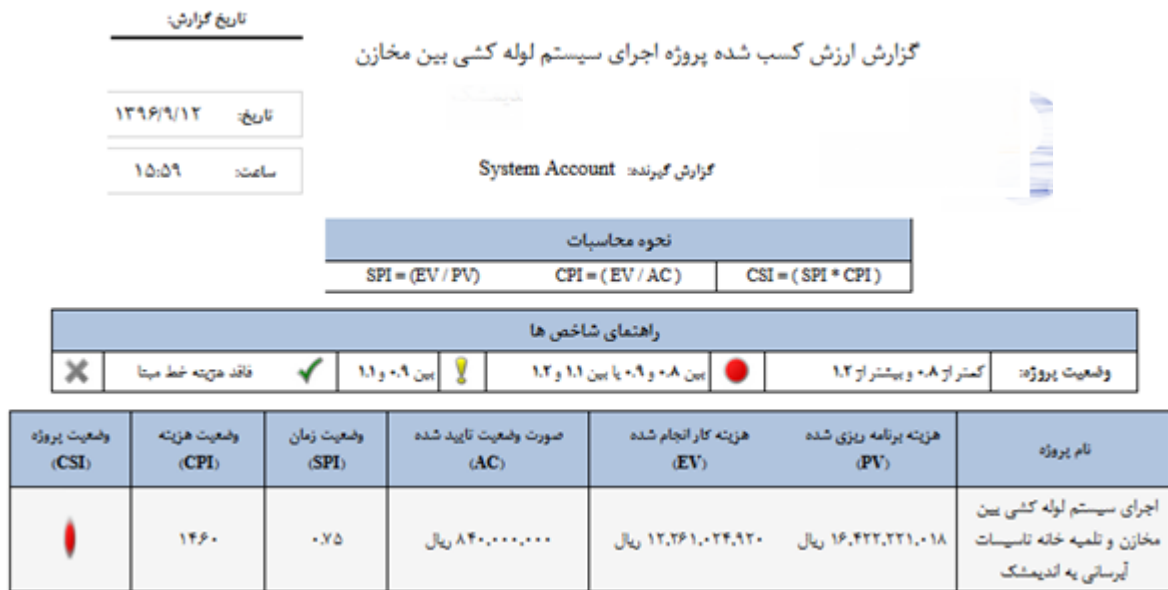 تاریخ گزارش:
گزارش ارزش کسب شده پروژه اجرای سیستم لوله کشی بین مخازن
تاریخ: ۱۳۹۶/۹/۱۲
ساعت: ۱۵:۵۹
گزارش گیرنده: System Account
نحوه محاسبات
CSI = ( SPI * CPI ) CPI = ( EV / AC ) SPI = (EV / PV)
راهنمای شاخص ها
وضعیت پروژه: کمتر از ۰.۸ و بیشتر از ۱.۲ بین ۰.۸ و ۰.۹ یا بین ۱.۱ و ۱.۲ بین ۰.۹ و ۱.۱ فاقد هزینه خط مبنا
نام پروژه هزینه برنامه ریزی شده هزینه کار انجام شده صورت وضعیت تایید شده وضعیت زمان وضعیت هزینه وضعیت پروژه
(PV) (EV) (AC) (SPI) (CPI) (CSI)
اجرای سیستم لوله کشی بین
مخازن و تلمبه خانه تاسیسات
آبرسانی به اندیمشک
۱۶,۴۲۲,۲۲۱,۰۱۸ ریال ۱۲,۲۶۱,۰۲۴,۹۲۰ ریال ۸۴۰,۰۰۰,۰۰۰ ریال ۰.۷۵ ۱۴.۶۰